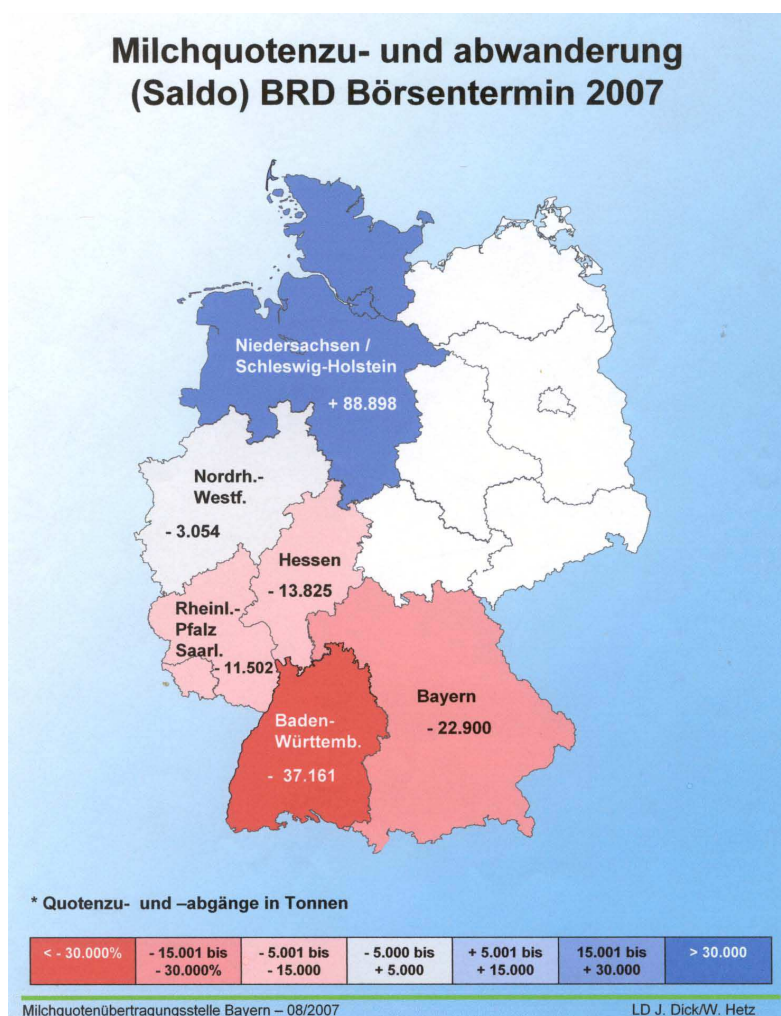 Milchquotenzu- und abwanderung
(Saldo) BRD Börsentermin 2007
Niedersachsen /
Schleswig-Holstein
+ 88.898
Nordrh.-
Westf.
- 3.054
Hessen
- 13.825
Rheinl.-
Pfalz
Saarl.
- 11.502
Bayern
- 22.900
Baden-
Württemb.
- 37.161
* Quotenzu- und –abgänge in Tonnen
< - 30.000%
- 15.001 bis
- 30.000%
- 5.001 bis
- 15.000
- 5.000 bis
+ 5.000
+ 5.001 bis
+ 15.000
15.001 bis
+ 30.000
> 30.000
Milchquotenübertragungsstelle Bayern – 08/2007
LD J. Dick/W. Hetz